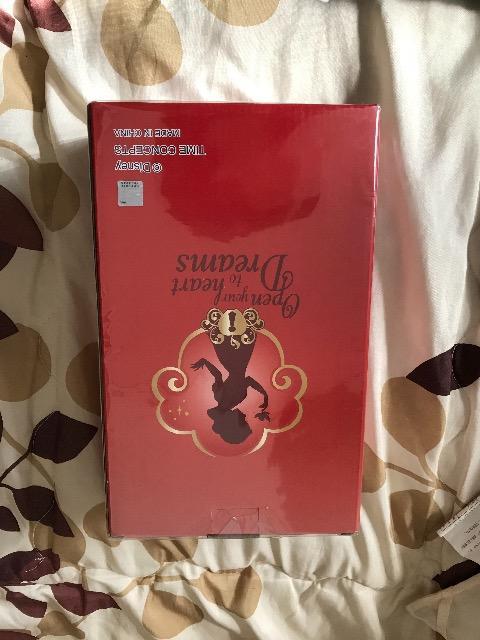 Open your heart
to
Dreams
© Disney
TIME CONCEPTS
MADE IN CHINA